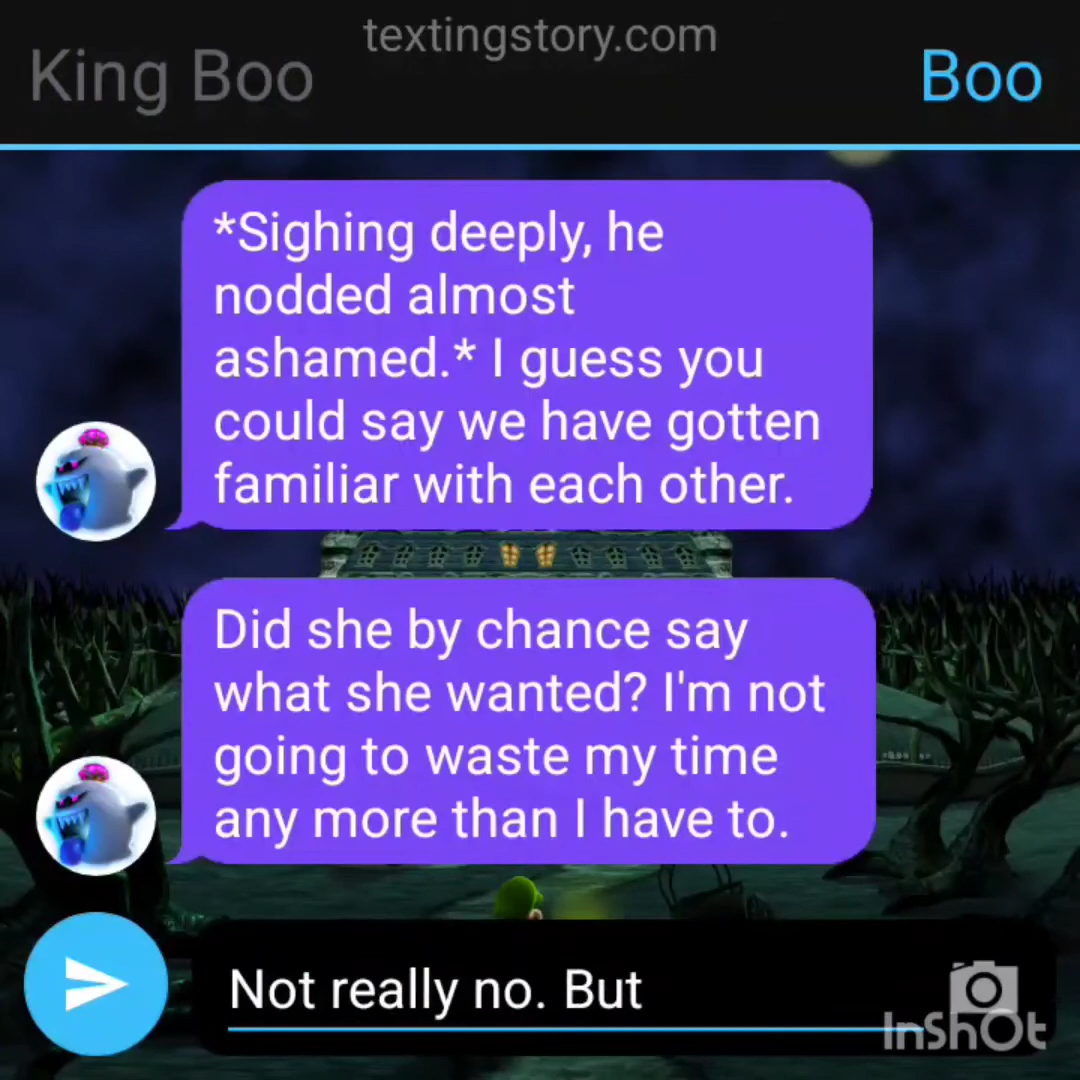 textingstory.com
King Boo
Boo
*Sighing deeply, he
nodded almost
ashamed.* I guess you
could say we have gotten
familiar with each other.
Did she by chance say
what she wanted? I'm not
going to waste my time
any more than I have to.
Not really no. But
InShOt